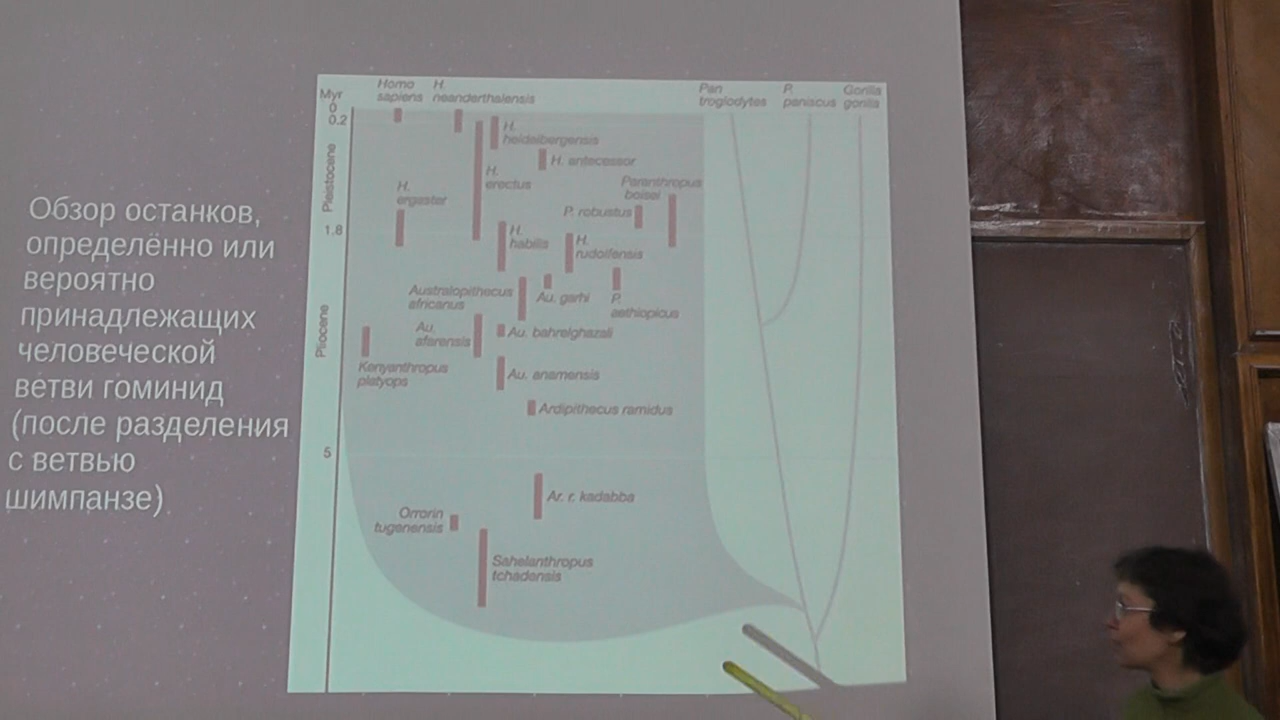 Обзор останков,
определённо или
вероятно
принадлежащих
человеческой
ветви гоминид
(после разделения
с ветвью
шимпанзе)
Myr
Homo
sapiens
H.
neanderthalensis
Pan
troglodytes
P.
paniscus
Gorilla
gorilla
0
0.2
Pleistocene
1.8
Pliocene
5
H.
heidelbergensis
H. antecessor
H.
erectus
Paranthropus
boisei
H.
ergaster
P. robustus
H.
habilis
H.
rudolfensis
Australopithecus
africanus
Au. garhi
P.
aethiopicus
Au.
afarensis
Au. bahrelghazali
Kenyanthropus
platyops
Au. anamensis
Ardipithecus ramidus
Ar. r. kadabba
Orrorin
tugenensis
Sahelanthropus
tchadensis